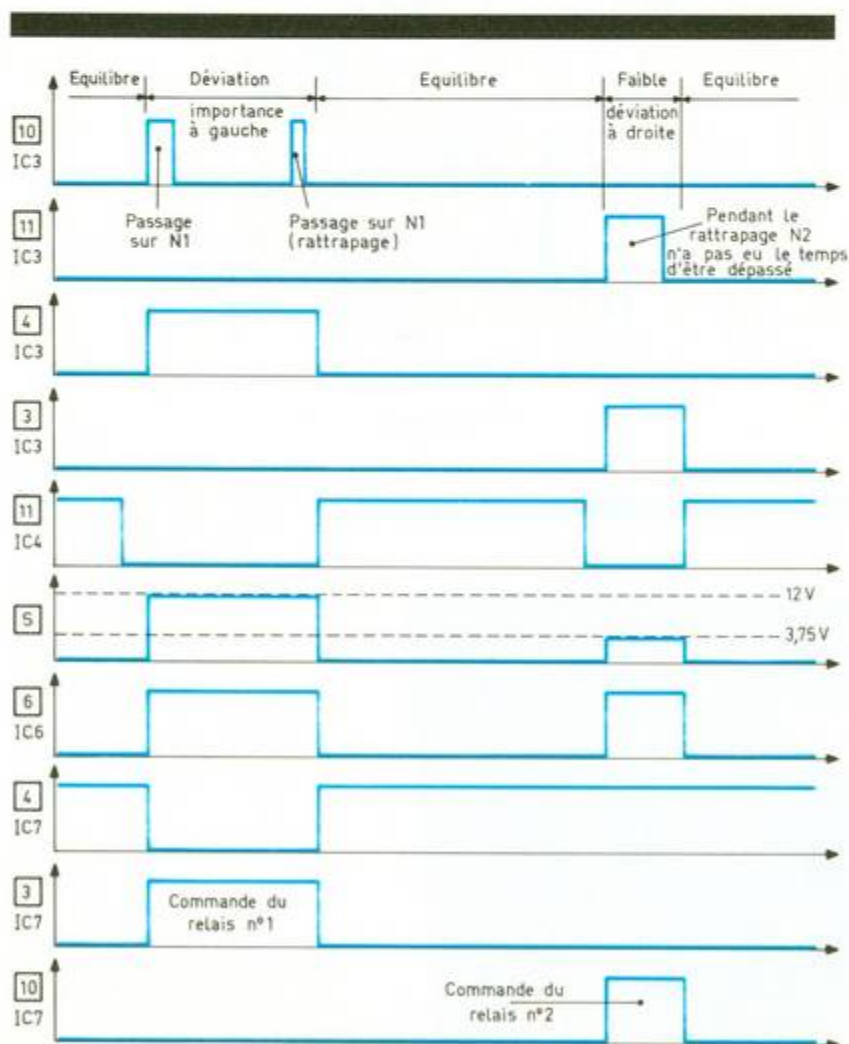 Equilibre Déviation Equilibre Faible Equilibre
importance
à gauche
déviation
à droite
10
IC3
Passage
sur N1
Passage sur N1
(rattrapage)
11
IC3
Pendant le
rattrapage N2
n'a pas eu le temps
d'être dépassé
4
IC3
3
IC3
11
IC4
S
12 V
3,75 V
6
IC6
4
IC7
3
IC7
Commande du
relais n°1
10
IC7
Commande du
relais n°2